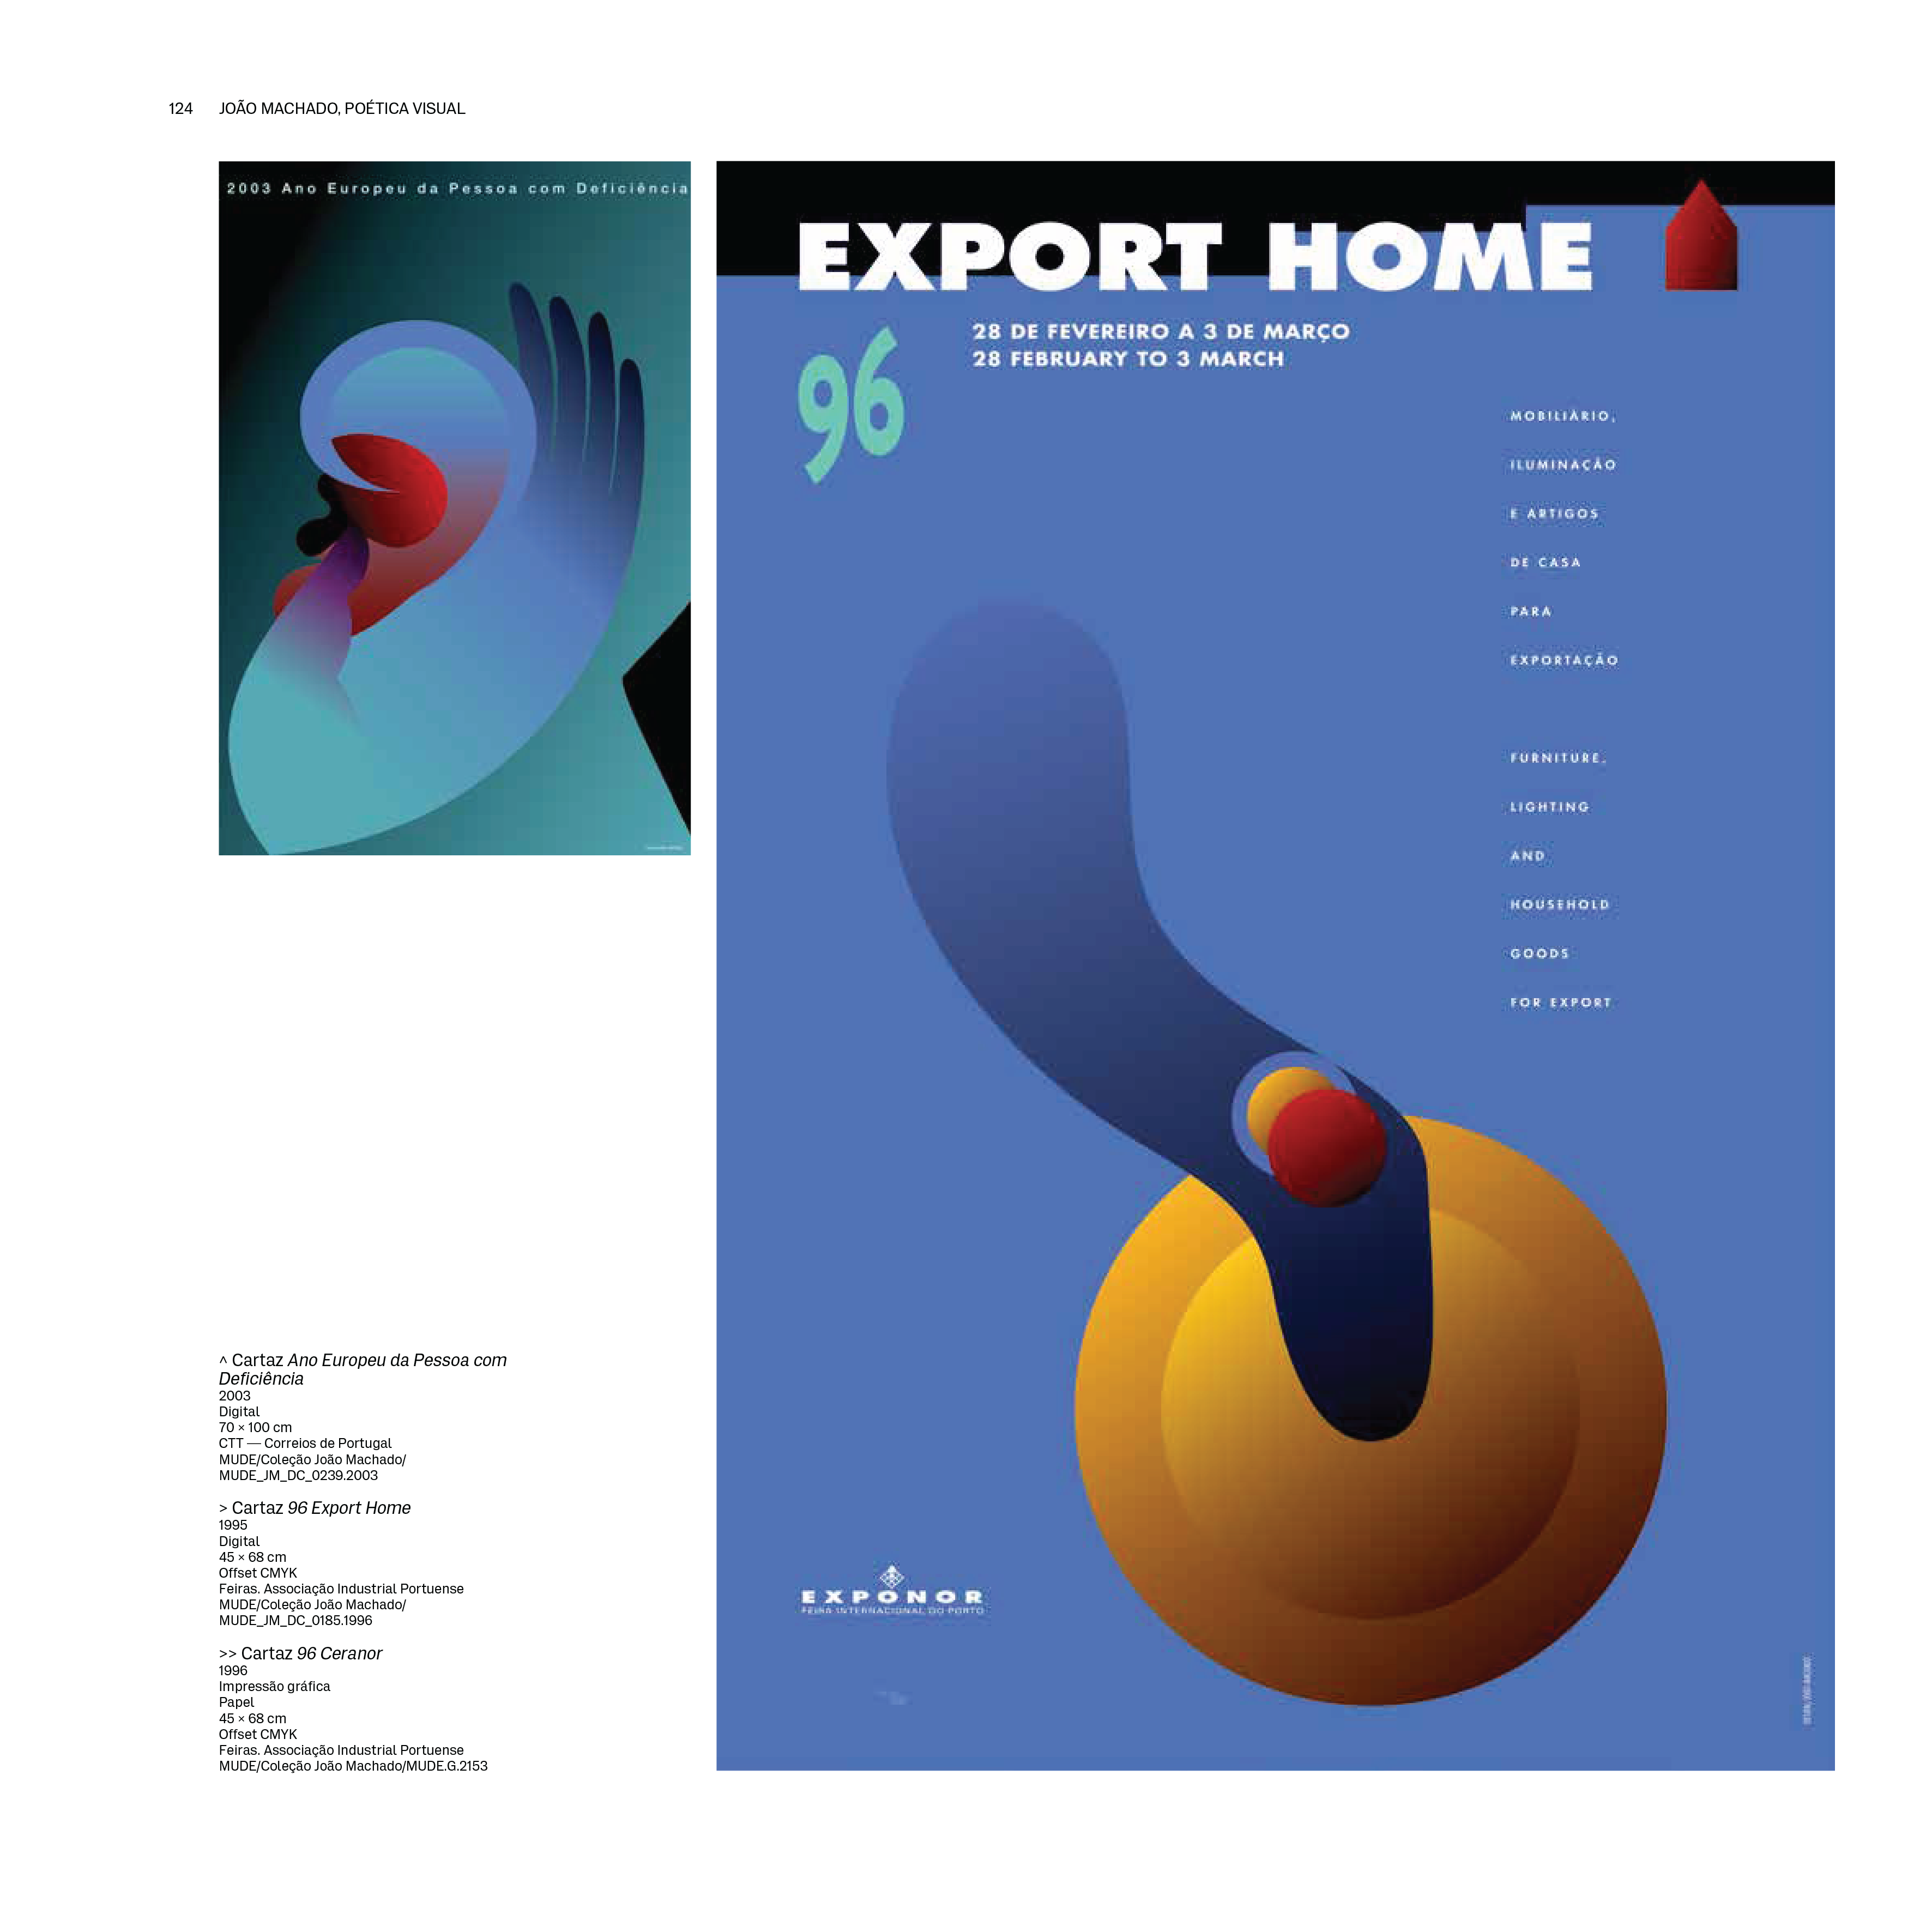 124 JOÃO MACHADO, POÉTICA VISUAL
2003 Ano Europeu da Pessoa com Deficiência
EXPORT HOME
96
28 DE FEVEREIRO A 3 DE MARÇO
28 FEBRUARY TO 3 MARCH
MOBILIÁRIO,
ILUMINAÇÃO
E ARTIGOS
DE CASA
PARA
EXPORTAÇÃO
FURNITURE,
LIGHTING
AND
HOUSEHOLD
GOODS
FOR EXPORT
EXPONOR
FEIRA INTERNACIONAL DO PORTO
^ Cartaz Ano Europeu da Pessoa com
Deficiência
2003
Digital
70 × 100 cm
CTT — Correios de Portugal
MUDE/Coleção João Machado/
MUDE_JM_DC_0239.2003
> Cartaz 96 Export Home
1995
Digital
45 × 68 cm
Offset CMYK
Feiras. Associação Industrial Portuense
MUDE/Coleção João Machado/
MUDE_JM_DC_0185.1996
>> Cartaz 96 Ceranor
1996
Impressão gráfica
Papel
45 × 68 cm
Offset CMYK
Feiras. Associação Industrial Portuense
MUDE/Coleção João Machado/MUDE.G.2153